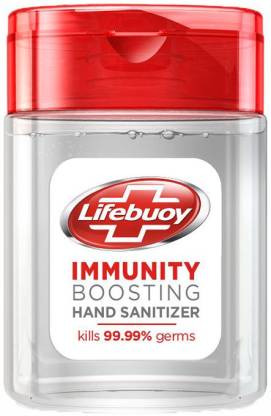 Lifebuoy
IMMUNITY
BOOSTING
HAND SANITIZER
kills 99.99% germs